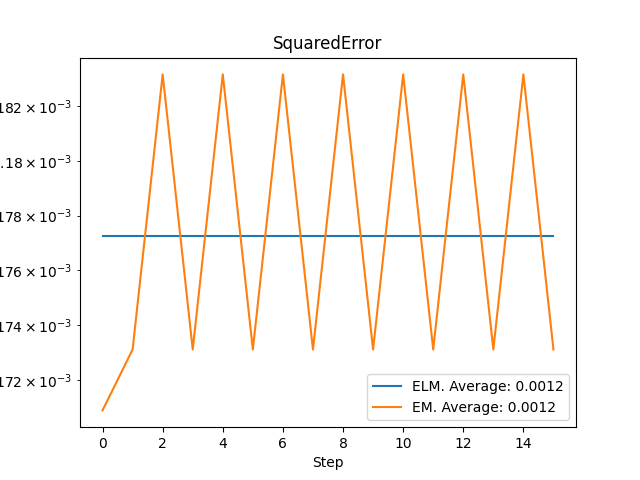 SquaredError
182 × 10⁻³
.18 × 10⁻³
178 × 10⁻³
176 × 10⁻³
174 × 10⁻³
172 × 10⁻³
ELM. Average: 0.0012
EM. Average: 0.0012
0 2 4 6 8 10 12 14
Step